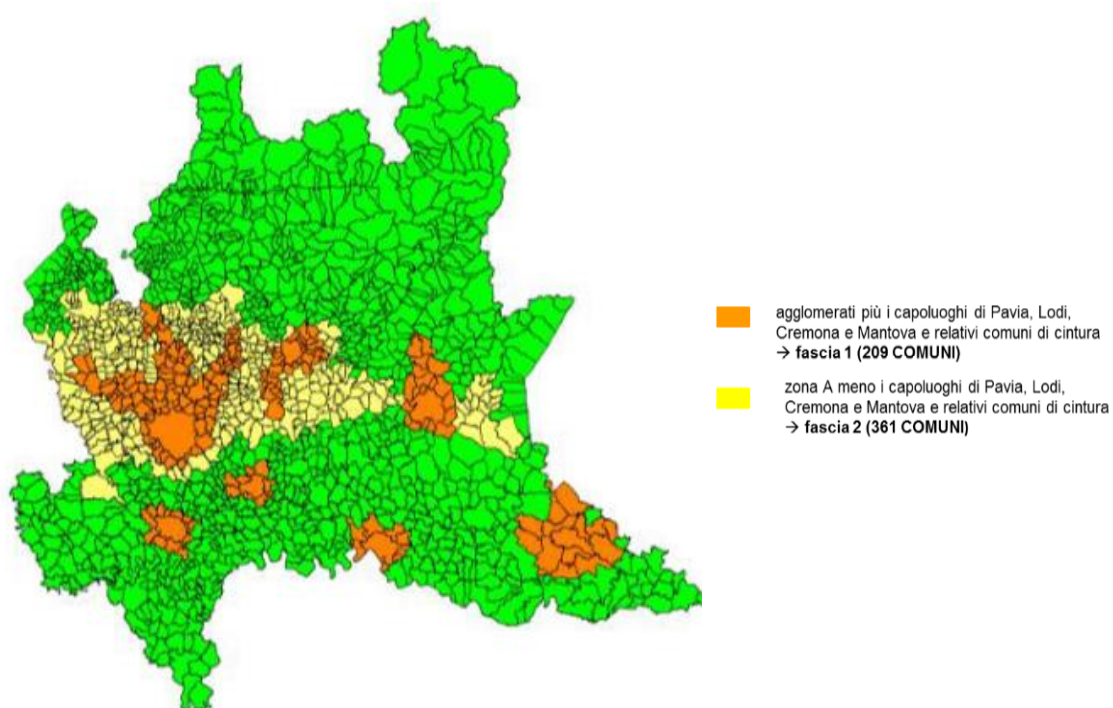 agglomerati più i capoluoghi di Pavia, Lodi,
Cremona e Mantova e relativi comuni di cintura
→ fascia 1 (209 COMUNI)
zona A meno i capoluoghi di Pavia, Lodi,
Cremona e Mantova e relativi comuni di cintura
→ fascia 2 (361 COMUNI)